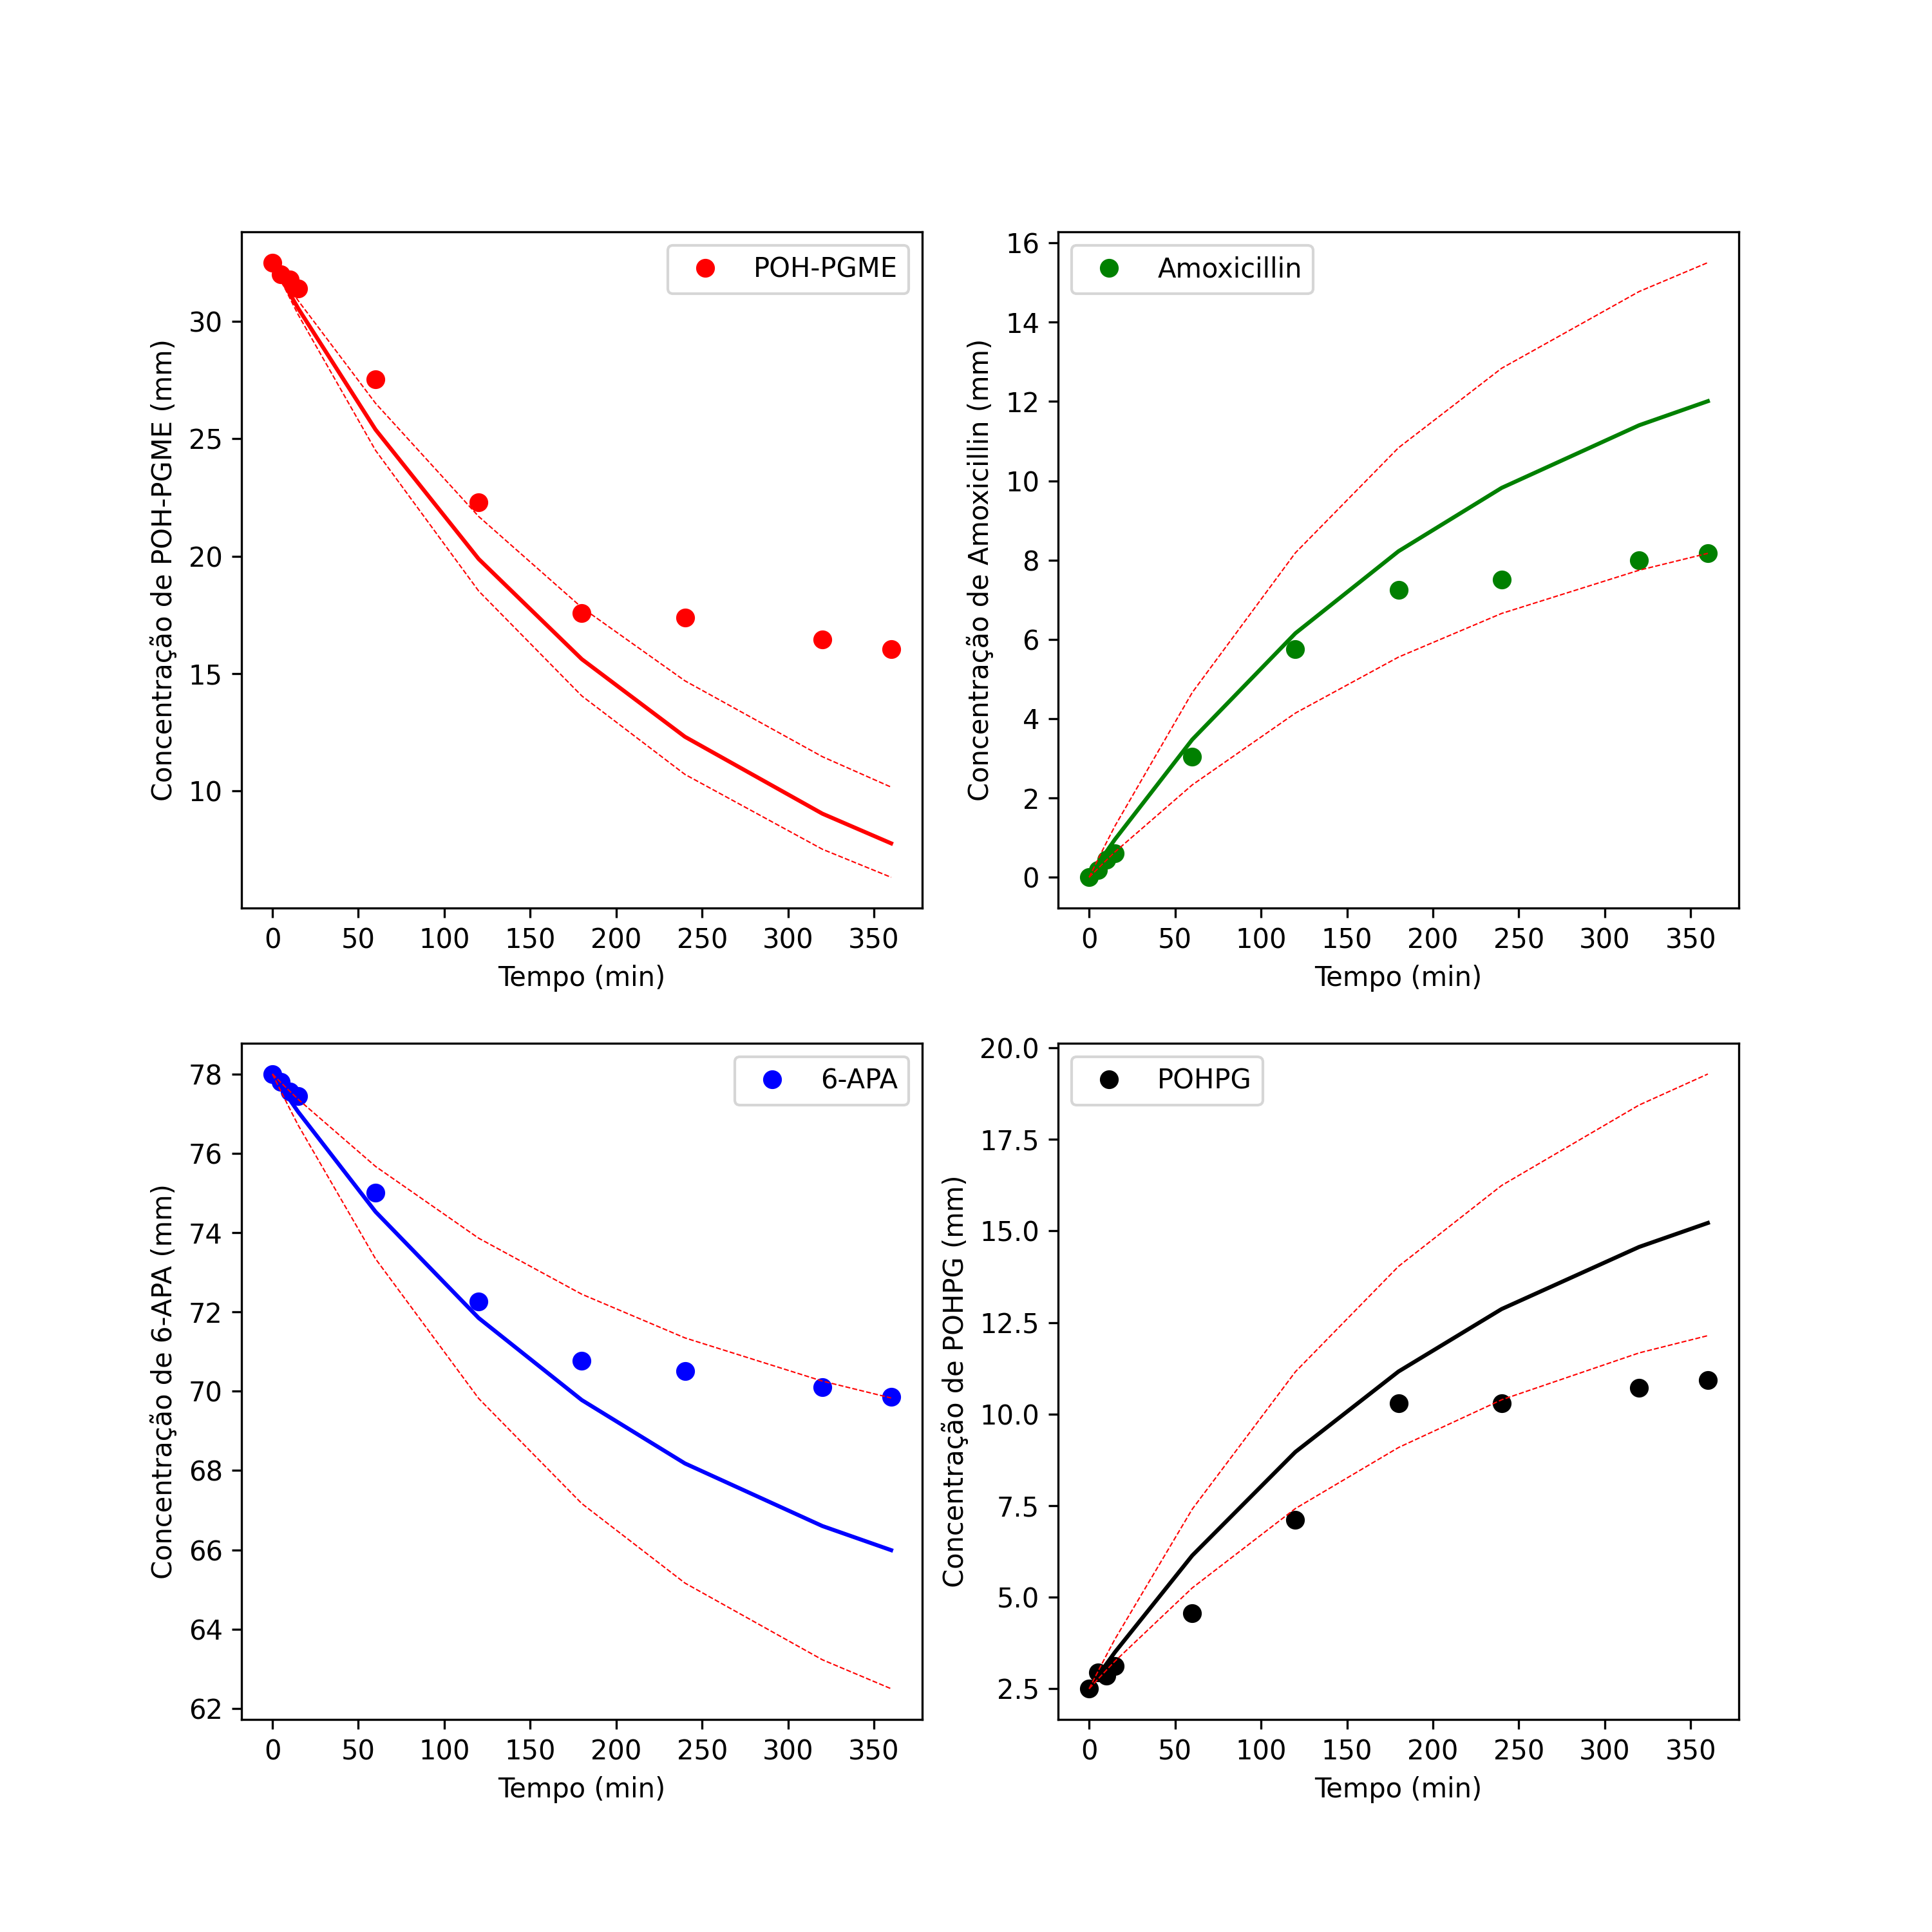 POH-PGME
30
25
20
15
10
Concentração de POH-PGME (mm)
0 50 100 150 200 250 300 350
Tempo (min)
Amoxicillin
16
14
12
10
8
6
4
2
0
Concentração de Amoxicillin (mm)
0 50 100 150 200 250 300 350
Tempo (min)
6-APA
78
76
74
72
70
68
66
64
62
Concentração de 6-APA (mm)
0 50 100 150 200 250 300 350
Tempo (min)
POHPG
20.0
17.5
15.0
12.5
10.0
7.5
5.0
2.5
Concentração de POHPG (mm)
0 50 100 150 200 250 300 350
Tempo (min)